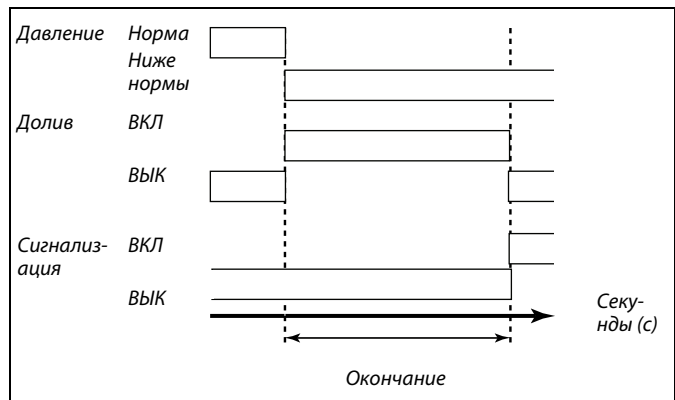 Давление Норма
Ниже
нормы
Долив ВКЛ
ВЫК
Сигнализ- ВКЛ
ация
ВЫК
Секу-
нды (с)
Окончание